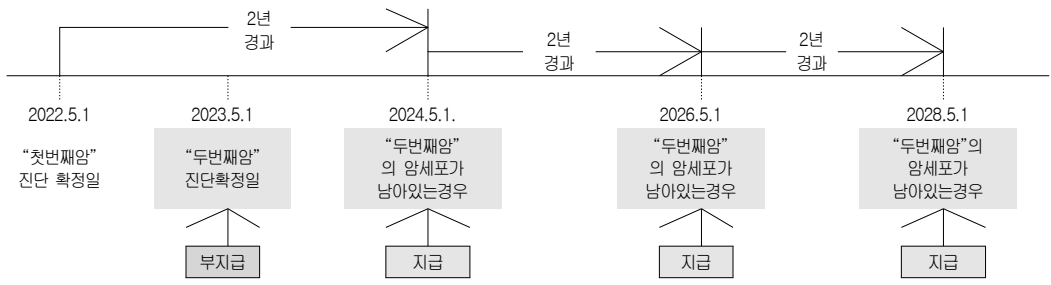 2년
경과
2년
경과
2년
경과
2022.5.1
2023.5.1
2024.5.1.
2026.5.1
2028.5.1
“첫번째암”
진단 확정일
“두번째암”
진단확정일
“두번째암”
의 암세포가
남아있는경우
“두번째암”
의 암세포가
남아있는경우
“두번째암”의
암세포가
남아있는경우
부지급
지급
지급
지급